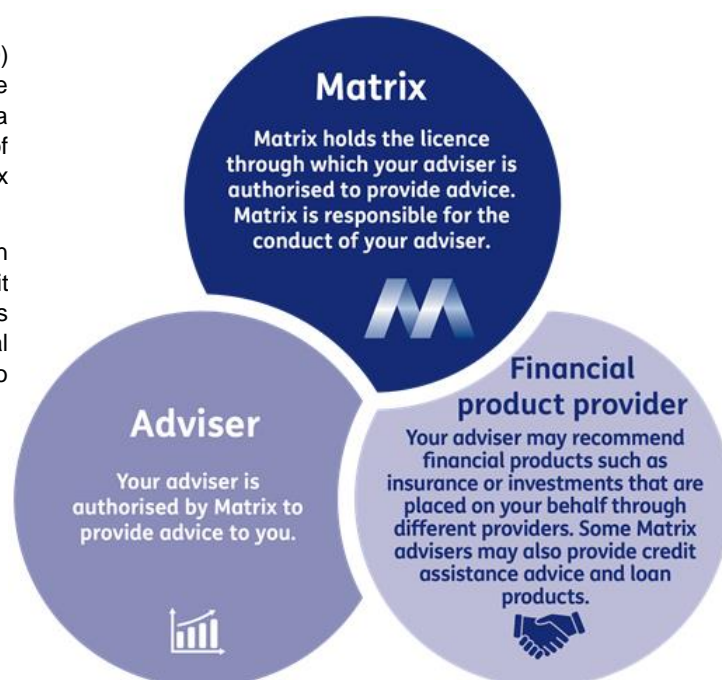 )
e
a
of
x
n
it
s
al
o
Matrix
Matrix holds the licence
through which your adviser is
authorised to provide advice.
Matrix is responsible for the
conduct of your adviser.
Adviser
Your adviser is
authorised by Matrix to
provide advice to you.
Financial
product provider
Your adviser may recommend
financial products such as
insurance or investments that are
placed on your behalf through
different providers. Some Matrix
advisers may also provide credit
assistance advice and loan
products.